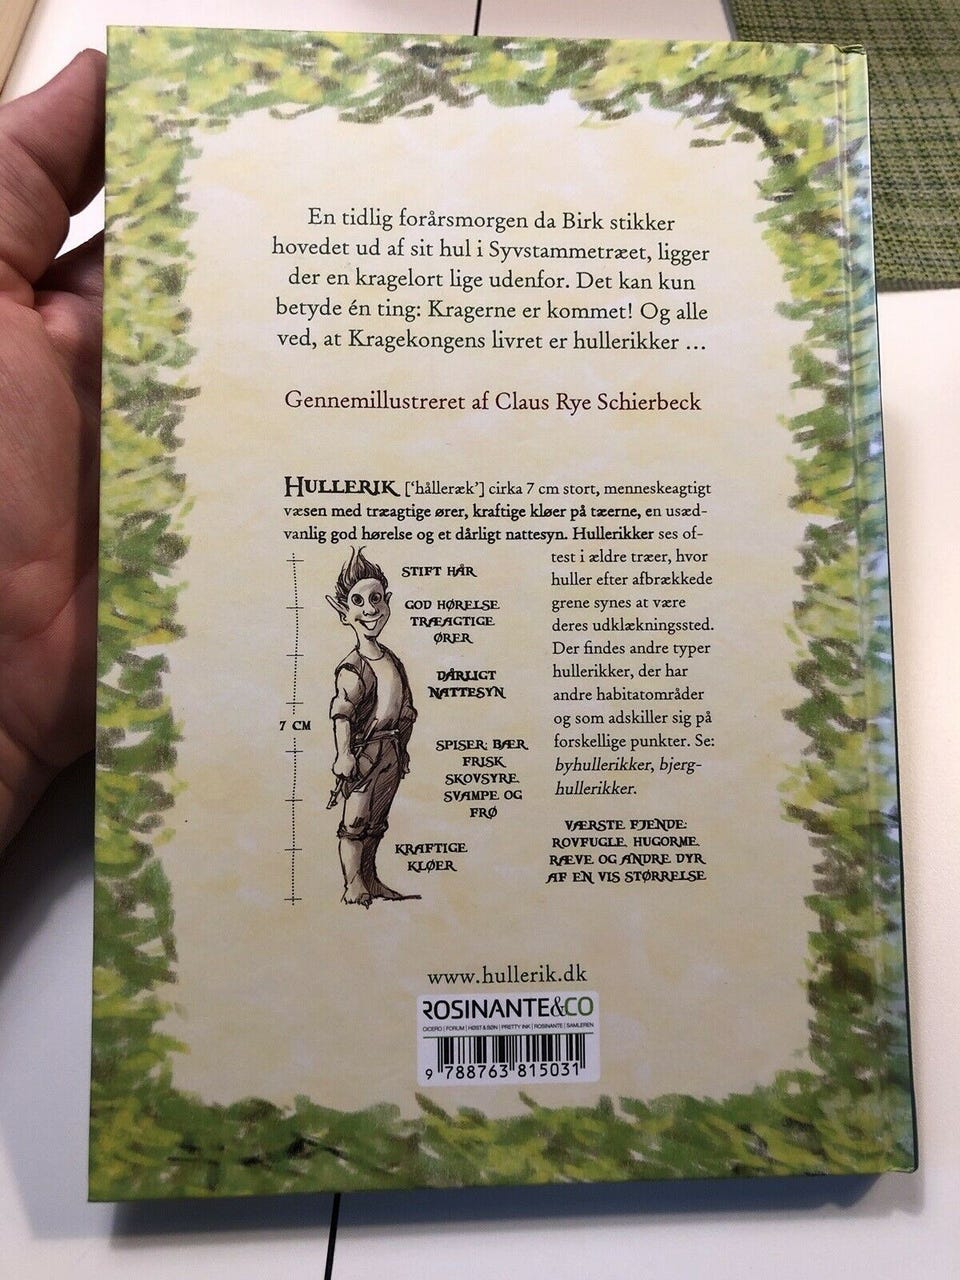 En tidlig forårsmorgen da Birk stikker
hovedet ud af sit hul i Syvstammetræet, ligger
der en kragelort lige udenfor. Det kan kun
betyde én ting: Kragerne er kommet! Og alle
ved, at Kragekongens livret er hullerikker ...
Gennemillustreret af Claus Rye Schierbeck
HULLERIK ['hålleræk'] cirka 7 cm stort, menneskeagtigt
væsen med træagtige ører, kraftige kløer på tæerne, en usæd-
vanlig god hørelse og et dårligt nattesyn. Hullerikker ses of-
test i ældre træer, hvor
huller efter afbrækkede
grene synes at være
deres udklækningssted.
Der findes andre typer
hullerikker, der har
andre habitatområder
og som adskiller sig på
forskellige punkter. Se:
byhullerikker, bjerg-
hullerikker.
STIFT HÅR
GOD HØRELSE
TRÆAGTIGE
ØRER
DÅRLIGT
NATTESYN
7 CM
SPISER: BÆR,
FRISK
SKOVSYRE,
SVAMPE OG
FRØ
KRAFTIGE
KLØER
VÆRSTE FJENDE:
ROVFUGLE, HUGORME,
RÆVE OG ANDRE DYR
AF EN VIS STØRRELSE
www.hullerik.dk
ROSINANTE&CO
CICERO | FORUM | HØST & SØN | PRETTY INK | ROSINANTE | SAMLEREN
9 788763 815031